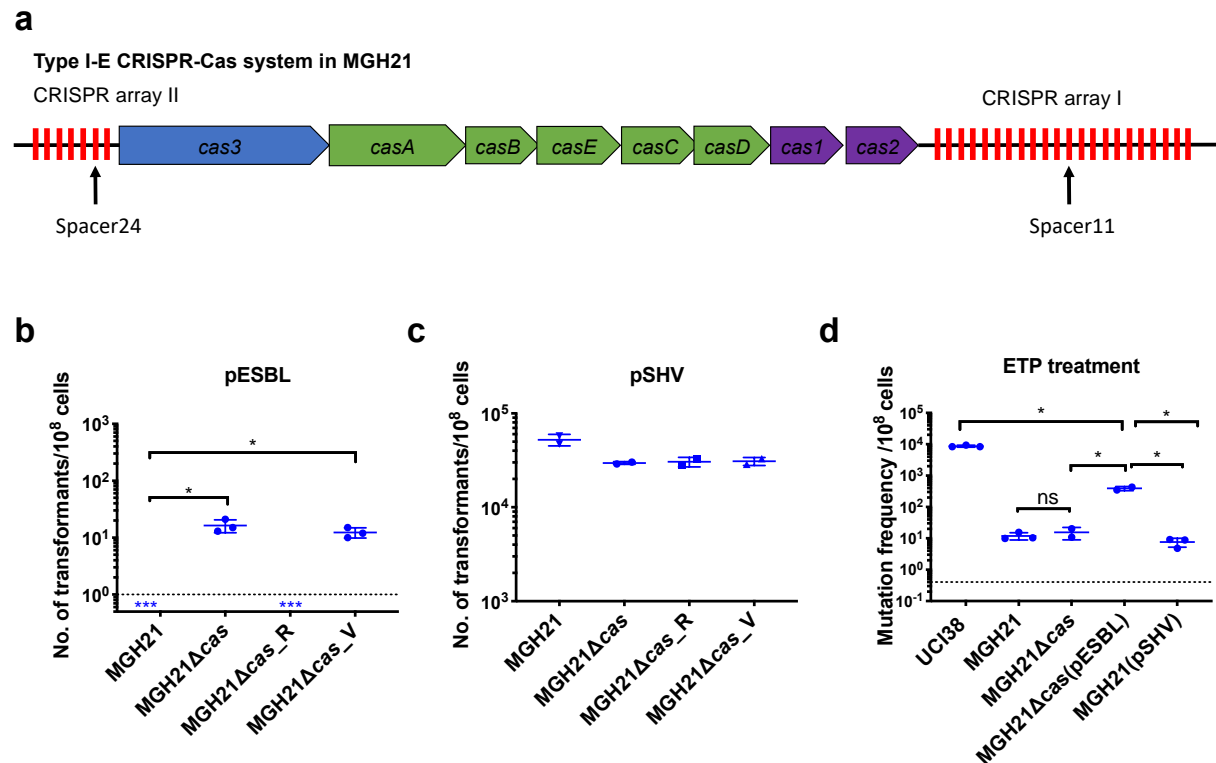 a
Type I-E CRISPR-Cas system in MGH21
CRISPR array II
CRISPR array I
cas3
casA
casB
casE
casC
casD
cas1
cas2
Spacer24
Spacer11
b
pESBL
No. of transformants/10⁸ cells
10³
10²
10¹
10⁰
*
*
***
***
MGH21
MGH21Δcas
MGH21Δcas_R
MGH21Δcas_V
c
pSHV
No. of transformants/10⁸ cells
10⁵
10⁴
10³
MGH21
MGH21Δcas
MGH21Δcas_R
MGH21Δcas_V
d
ETP treatment
Mutation frequency /10⁸ cells
10⁵
10⁴
10³
10²
10¹
10⁰
10⁻¹
*
*
*
*
ns
UCI38
MGH21
MGH21Δcas
MGH21Δcas(pESBL)
MGH21(pSHV)